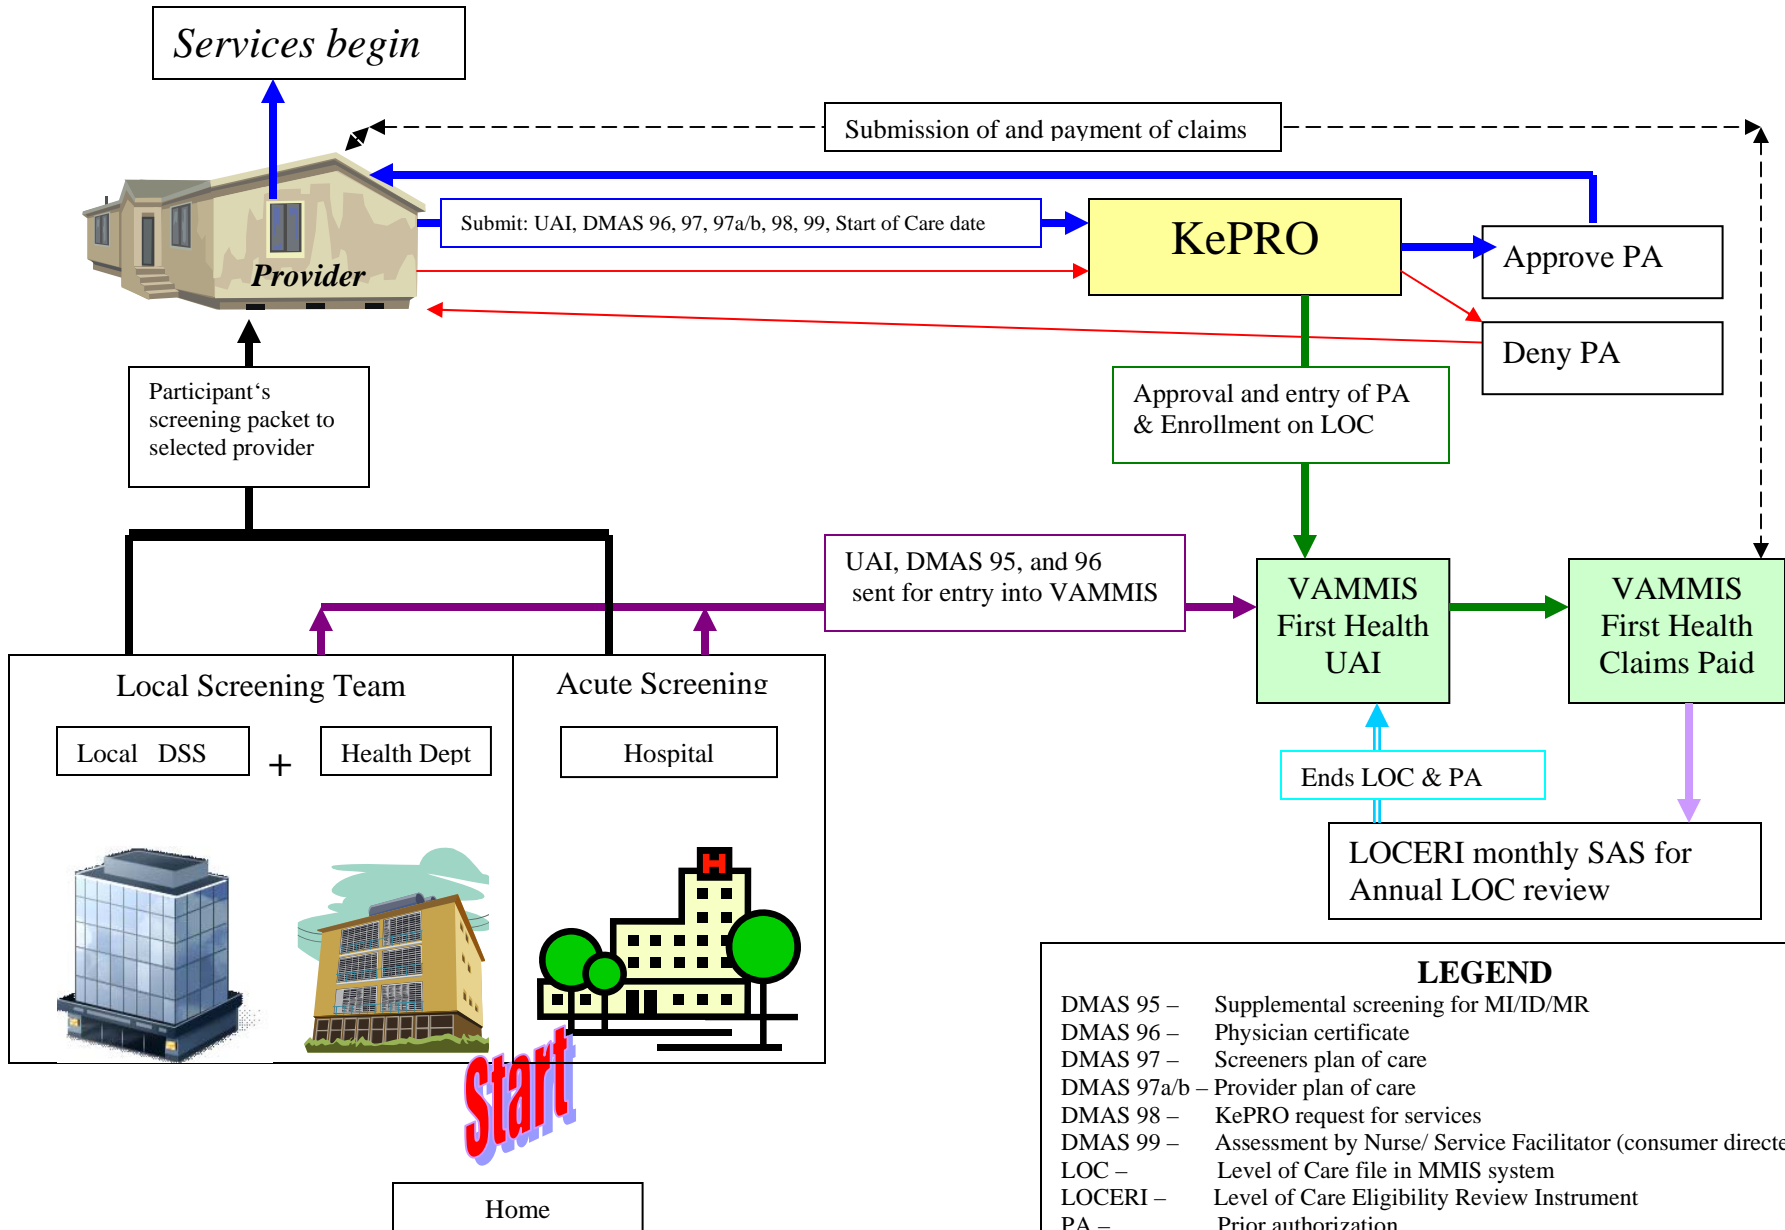 Services begin
Submission of and payment of claims
Submit: UAI, DMAS 96, 97, 97a/b, 98, 99, Start of Care date
KePRO
Approve PA
Provider
Deny PA
Participant‘s
screening packet to
selected provider
Approval and entry of PA
& Enrollment on LOC
UAI, DMAS 95, and 96
sent for entry into VAMMIS
VAMMIS
First Health
UAI
VAMMIS
First Health
Claims Paid
Local Screening Team
Acute Screening
Local DSS
+
Health Dept
Hospital
Ends LOC & PA
LOCERI monthly SAS for
Annual LOC review
H
Start
Home
LEGEND
DMAS 95 – Supplemental screening for MI/ID/MR
DMAS 96 – Physician certificate
DMAS 97 – Screeners plan of care
DMAS 97a/b – Provider plan of care
DMAS 98 – KePRO request for services
DMAS 99 – Assessment by Nurse/ Service Facilitator (consumer directe
LOC – Level of Care file in MMIS system
LOCERI – Level of Care Eligibility Review Instrument
PA – Prior authorization